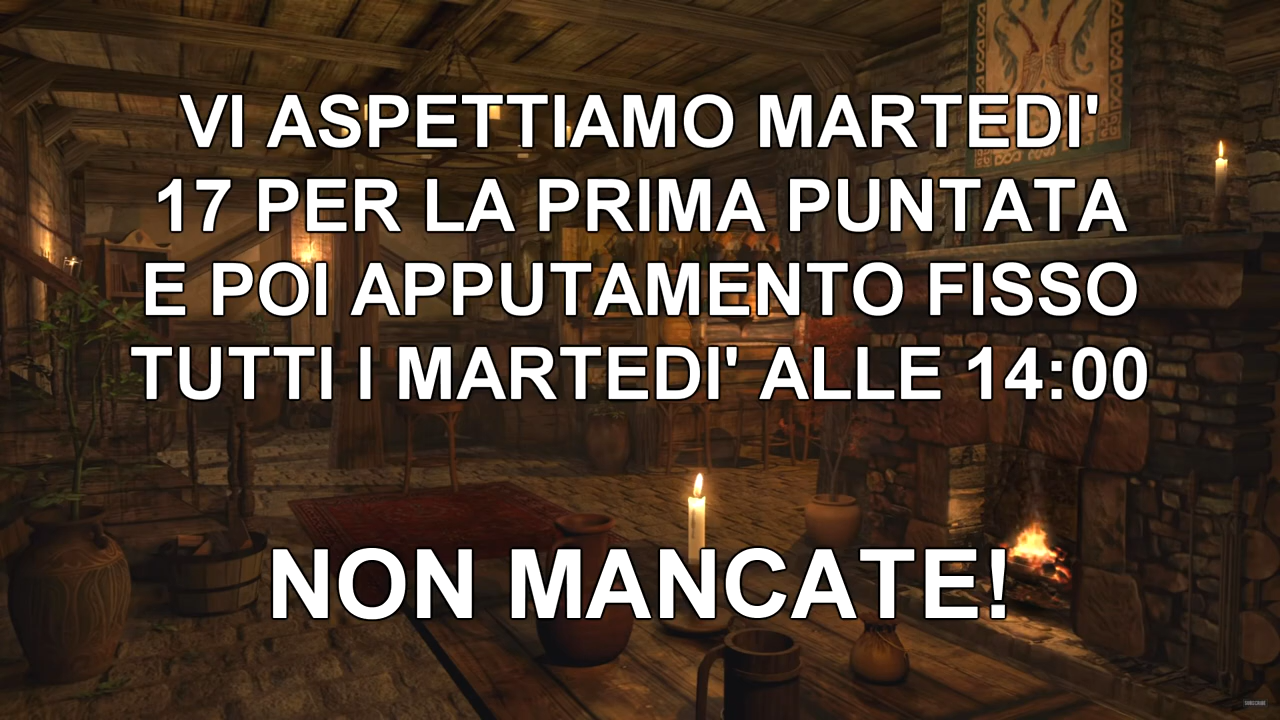 VI ASPETTIAMO MARTEDI'
17 PER LA PRIMA PUNTATA
E POI APPUTAMENTO FISSO
TUTTI I MARTEDI' ALLE 14:00
NON MANCATE!